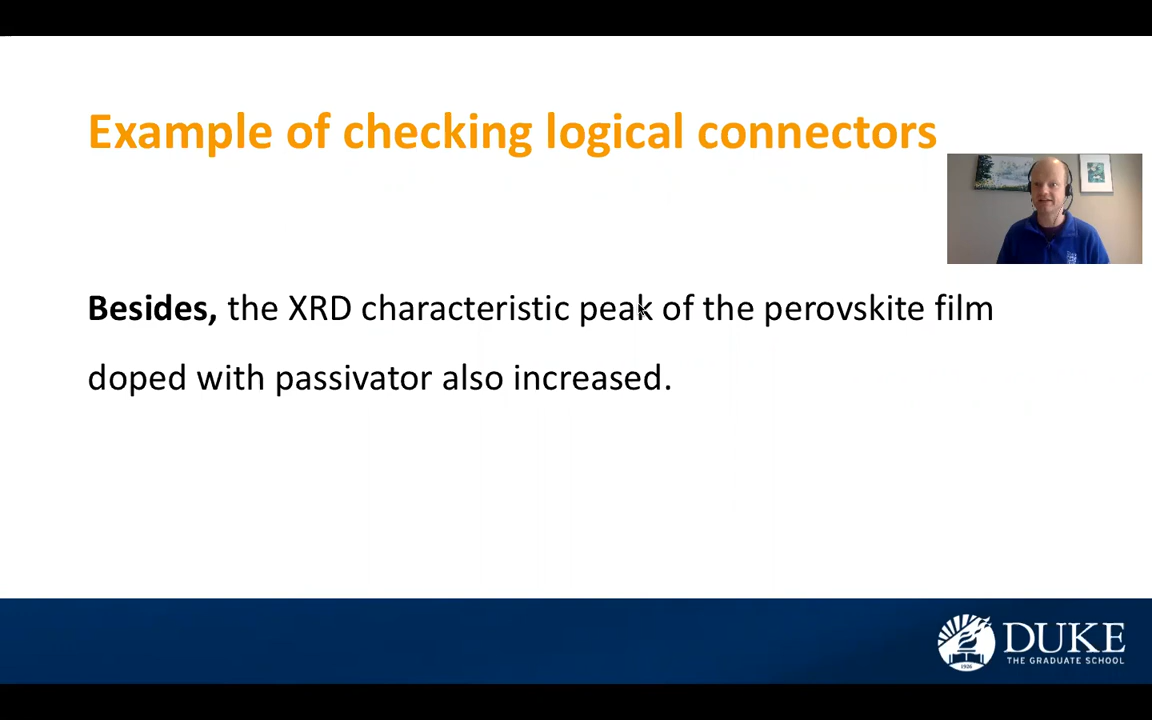 Example of checking logical connectors
Besides, the XRD characteristic peak of the perovskite film
doped with passivator also increased.
DUKE
THE GRADUATE SCHOOL
1926